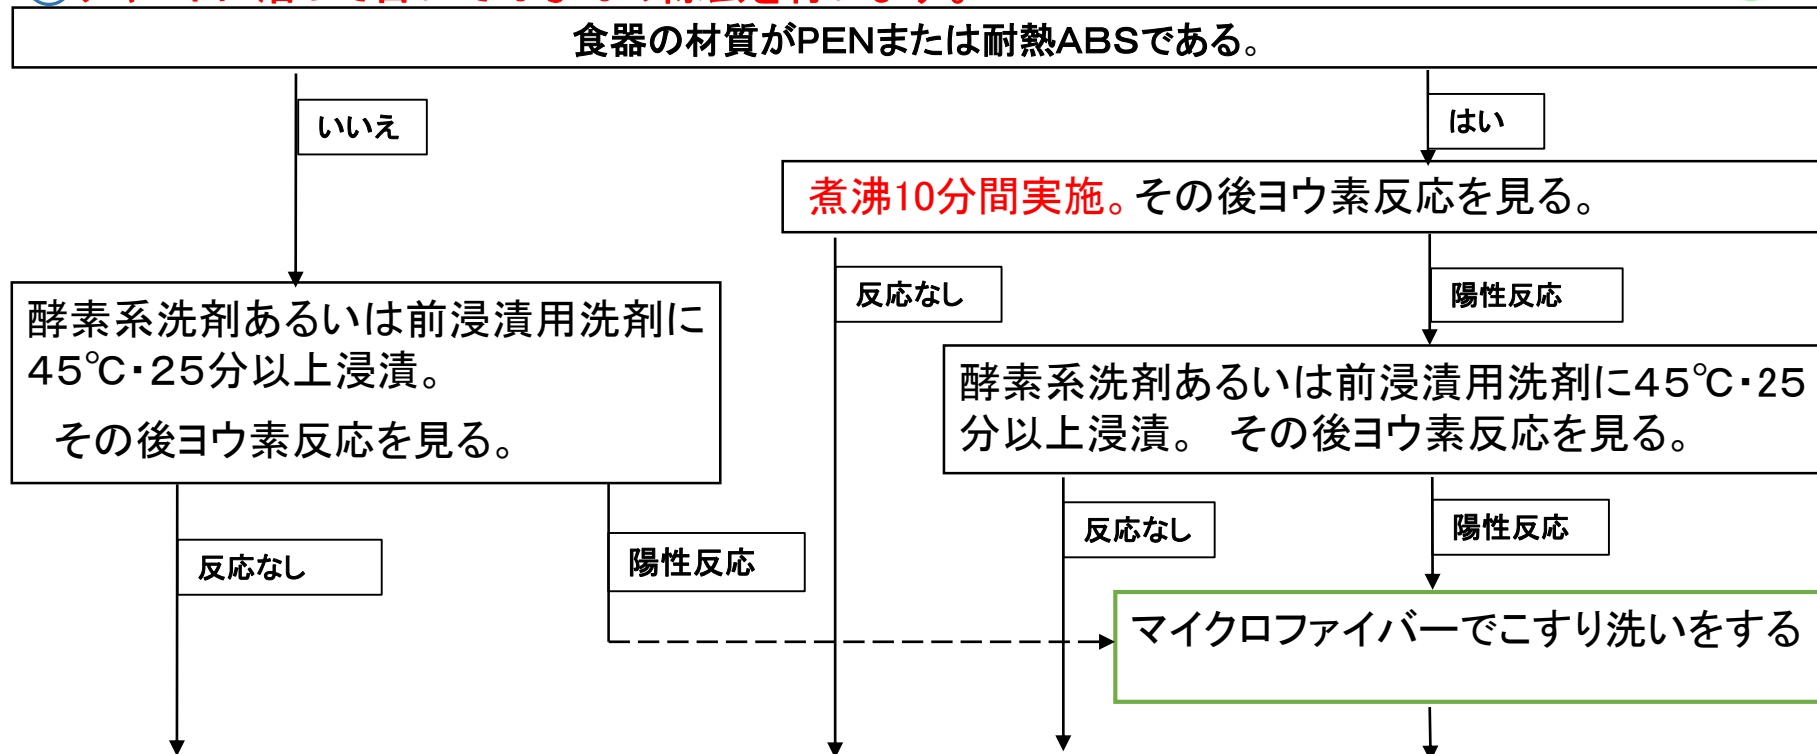 食器の材質がPENまたは耐熱ABSである。
いいえ
はい
煮沸10分間実施。その後ヨウ素反応を見る。
反応なし
陽性反応
酵素系洗剤あるいは前浸漬用洗剤に
45℃・25分以上浸漬。
その後ヨウ素反応を見る。
酵素系洗剤あるいは前浸漬用洗剤に45℃・25
分以上浸漬。 その後ヨウ素反応を見る。
反応なし
陽性反応
反応なし
陽性反応
マイクロファイバーでこすり洗いをする